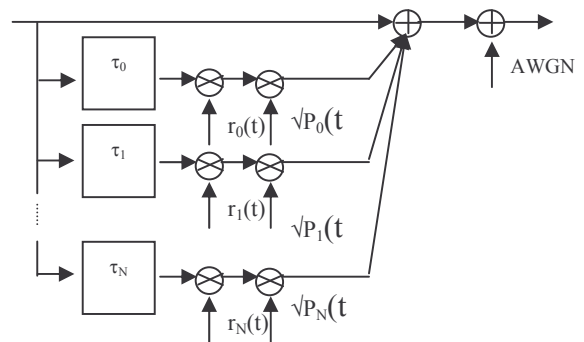 τ0
AWGN
r0(t) √P0(t
τ1
r1(t)
√P1(t
τN
rN(t) √PN(t